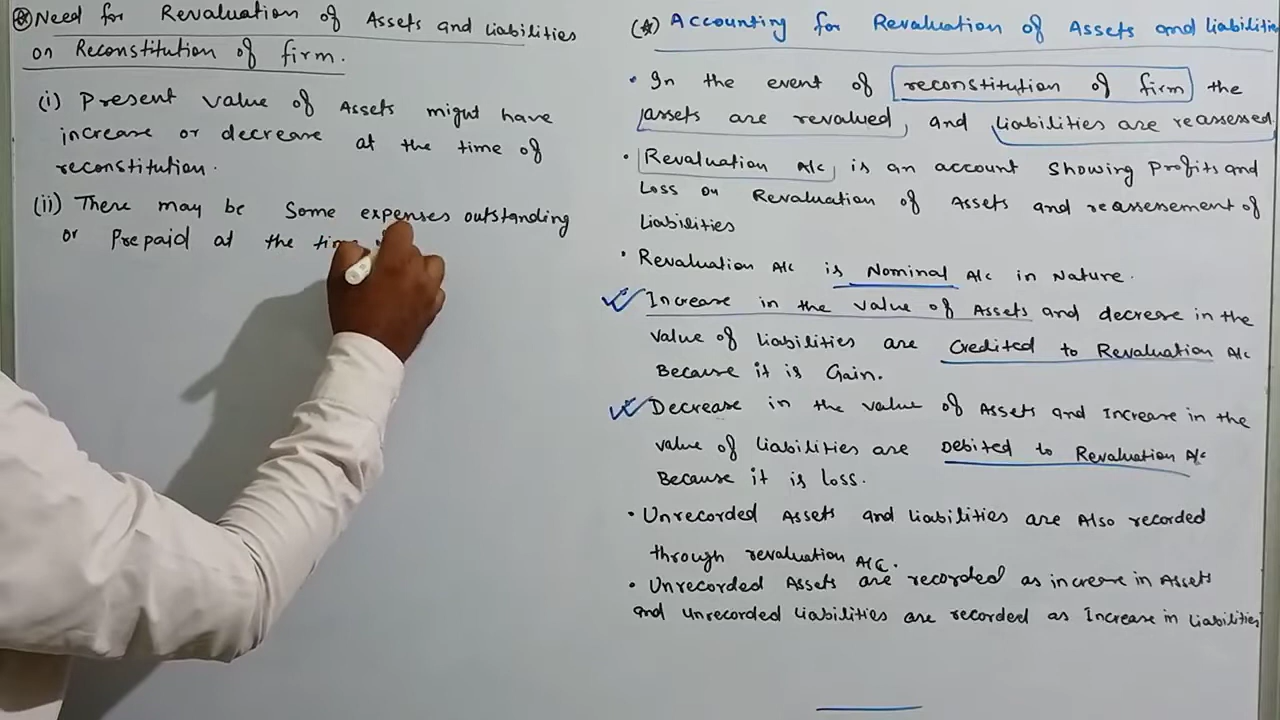 Need for Revaluation of Assets and Liabilities
on Reconstitution of firm.
(i) Present value of Assets might have
increase or decrease at the time of
reconstitution.
(ii) There may be Some expenses outstanding
or Prepaid at the
(☆) Accounting for Revaluation of Assets and Liabilities
• In the event of reconstitution of firm the
assets are revalued, and liabilities are reassessed.
• Revaluation A/c is an account showing Profits and
Loss on Revaluation of Assets and reassenement of
Liabilities
• Revaluation A/c is Nominal A/c in Nature.
Increase in the value of Assets and decrease in the
value of liabilities are Credited to Revaluation A/c
Because it is Gain.
Decrease in the value of Assets and Increase in the
value of liabilities are Debited to Revaluation A/c
Because it is loss.
• Unrecorded Assets and liabilities are Also recorded
through revaluation A/c.
• Unrecorded Assets are recorded as increase in Assets
and Unrecorded Liabilities are recorded as Increase in Liabilities